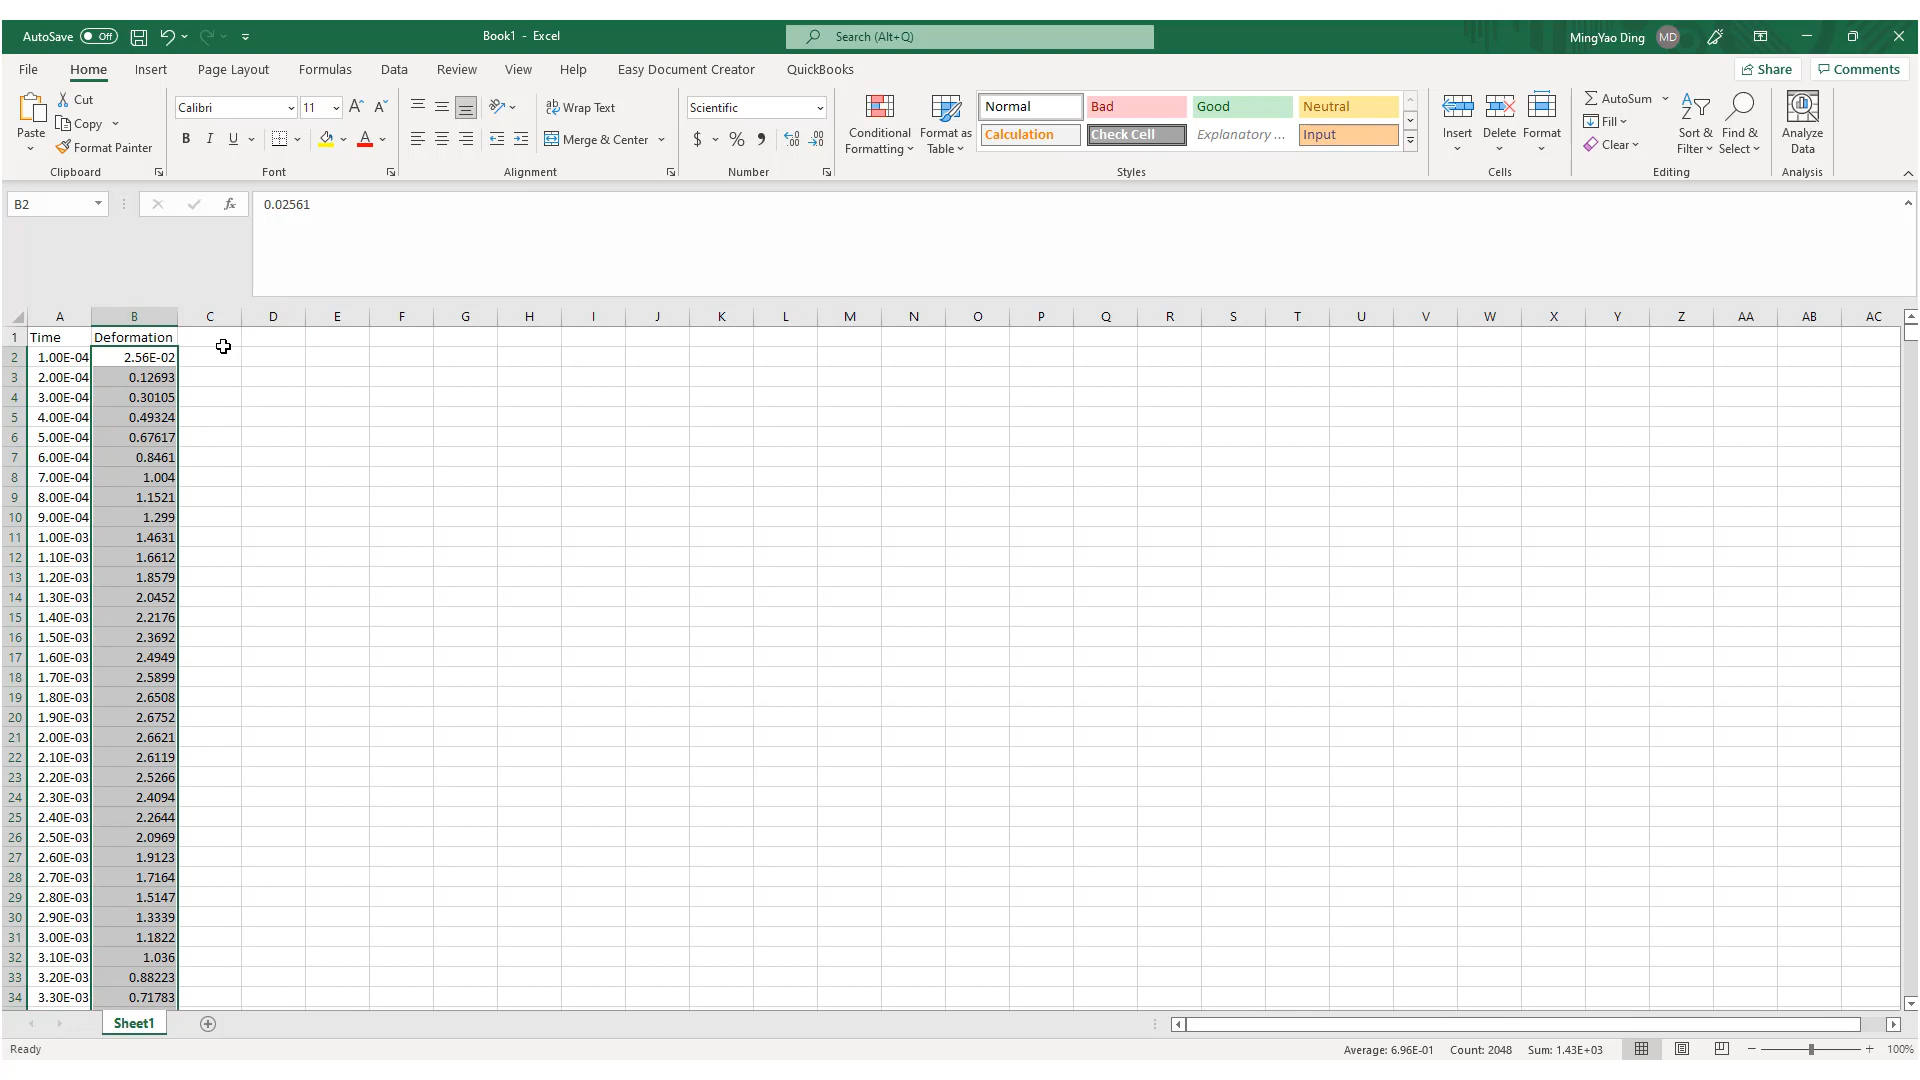 AutoSave Off Book1 - Excel Search (Alt+Q) MingYao Ding MD
File Home Insert Page Layout Formulas Data Review View Help Easy Document Creator QuickBooks Share Comments
Paste Cut Copy Format Painter
Calibri 11 B I U
Wrap Text Merge & Center
Scientific $ % ,
Conditional Formatting Format as Table
Normal Bad Good Neutral
Calculation Check Cell Explanatory ... Input
Insert Delete Format
AutoSum Fill Clear Sort & Filter Find & Select
Analyze Data
Clipboard Font Alignment Number Styles Cells Editing Analysis
B2 fx 0.02561
A B C D E F G H I J K L M N O P Q R S T U V W X Y Z AA AB AC
1 Time Deformation
2 1.00E-04 2.56E-02
3 2.00E-04 0.12693
4 3.00E-04 0.30105
5 4.00E-04 0.49324
6 5.00E-04 0.67617
7 6.00E-04 0.8461
8 7.00E-04 1.004
9 8.00E-04 1.1521
10 9.00E-04 1.299
11 1.00E-03 1.4631
12 1.10E-03 1.6612
13 1.20E-03 1.8579
14 1.30E-03 2.0452
15 1.40E-03 2.2176
16 1.50E-03 2.3692
17 1.60E-03 2.4949
18 1.70E-03 2.5899
19 1.80E-03 2.6508
20 1.90E-03 2.6752
21 2.00E-03 2.6621
22 2.10E-03 2.6119
23 2.20E-03 2.5266
24 2.30E-03 2.4094
25 2.40E-03 2.2644
26 2.50E-03 2.0969
27 2.60E-03 1.9123
28 2.70E-03 1.7164
29 2.80E-03 1.5147
30 2.90E-03 1.3339
31 3.00E-03 1.1822
32 3.10E-03 1.036
33 3.20E-03 0.88223
34 3.30E-03 0.71783
Sheet1
Ready Average: 6.96E-01 Count: 2048 Sum: 1.43E+03 100%